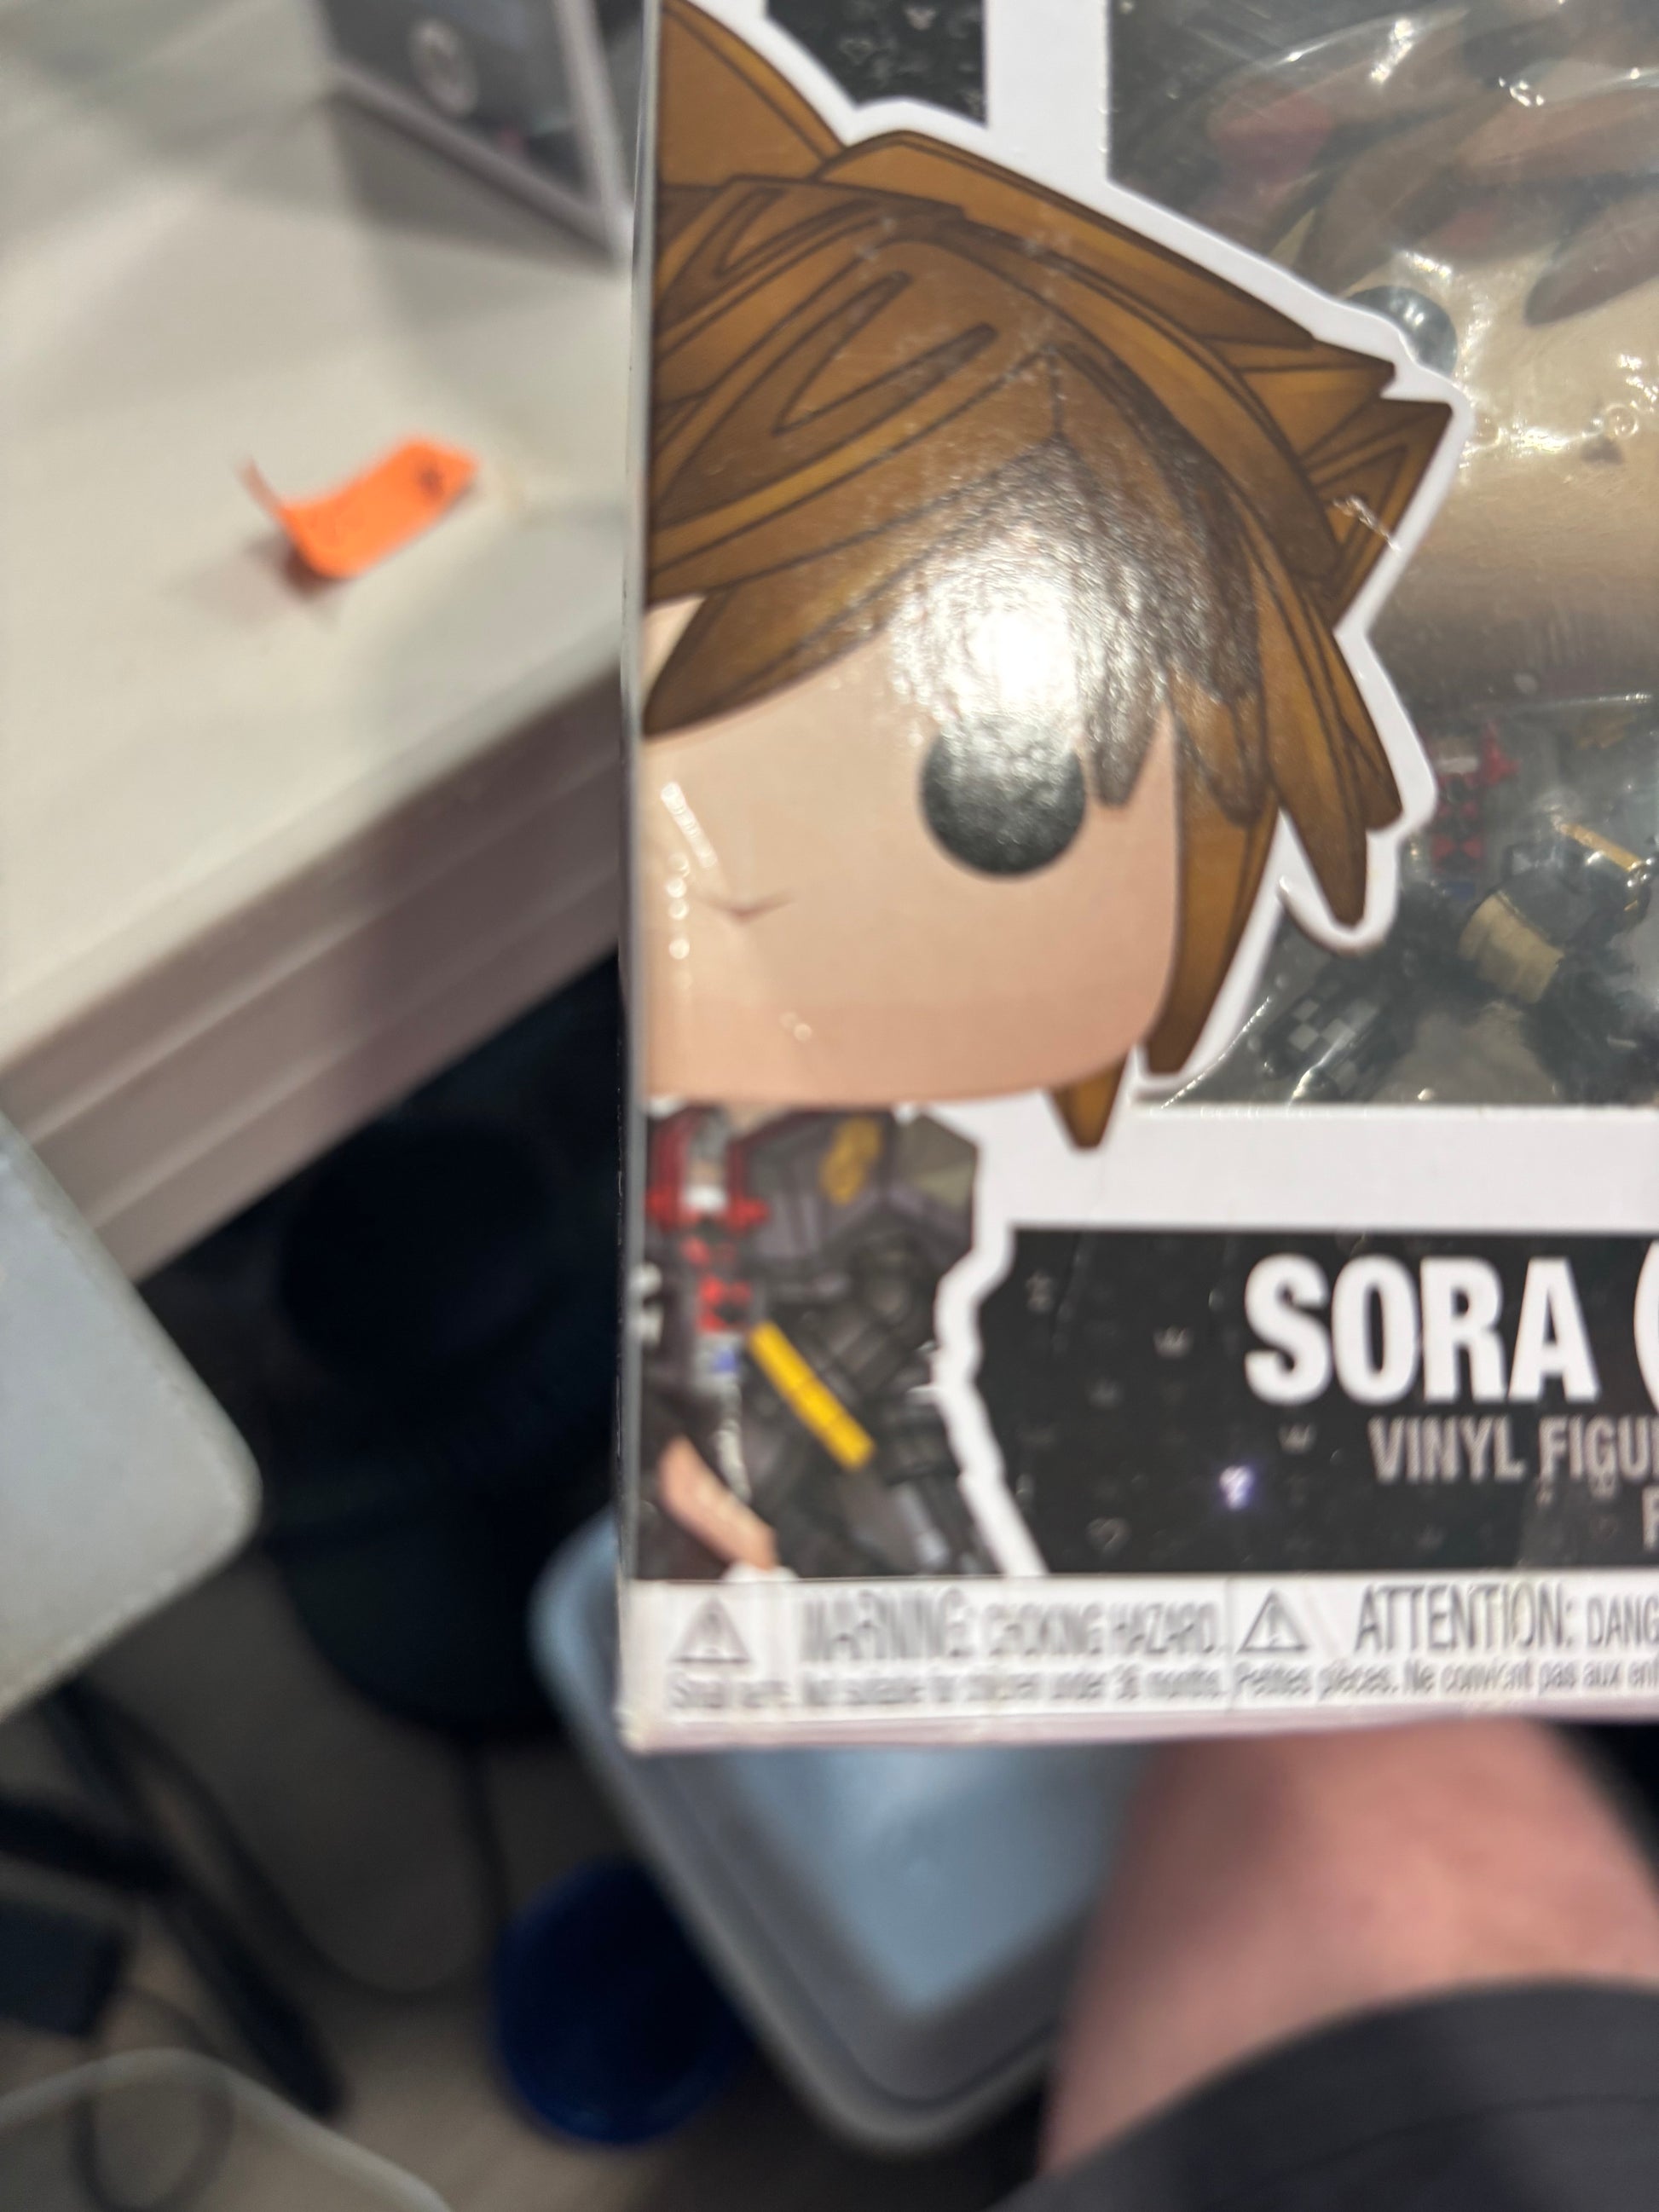 SORA (
VINYL FIGU
WARNING: CHOKING HAZARD.
Small parts. Not suitable for children under 36 months.
ATTENTION: DANG
Petites pièces. Ne convient pas aux en